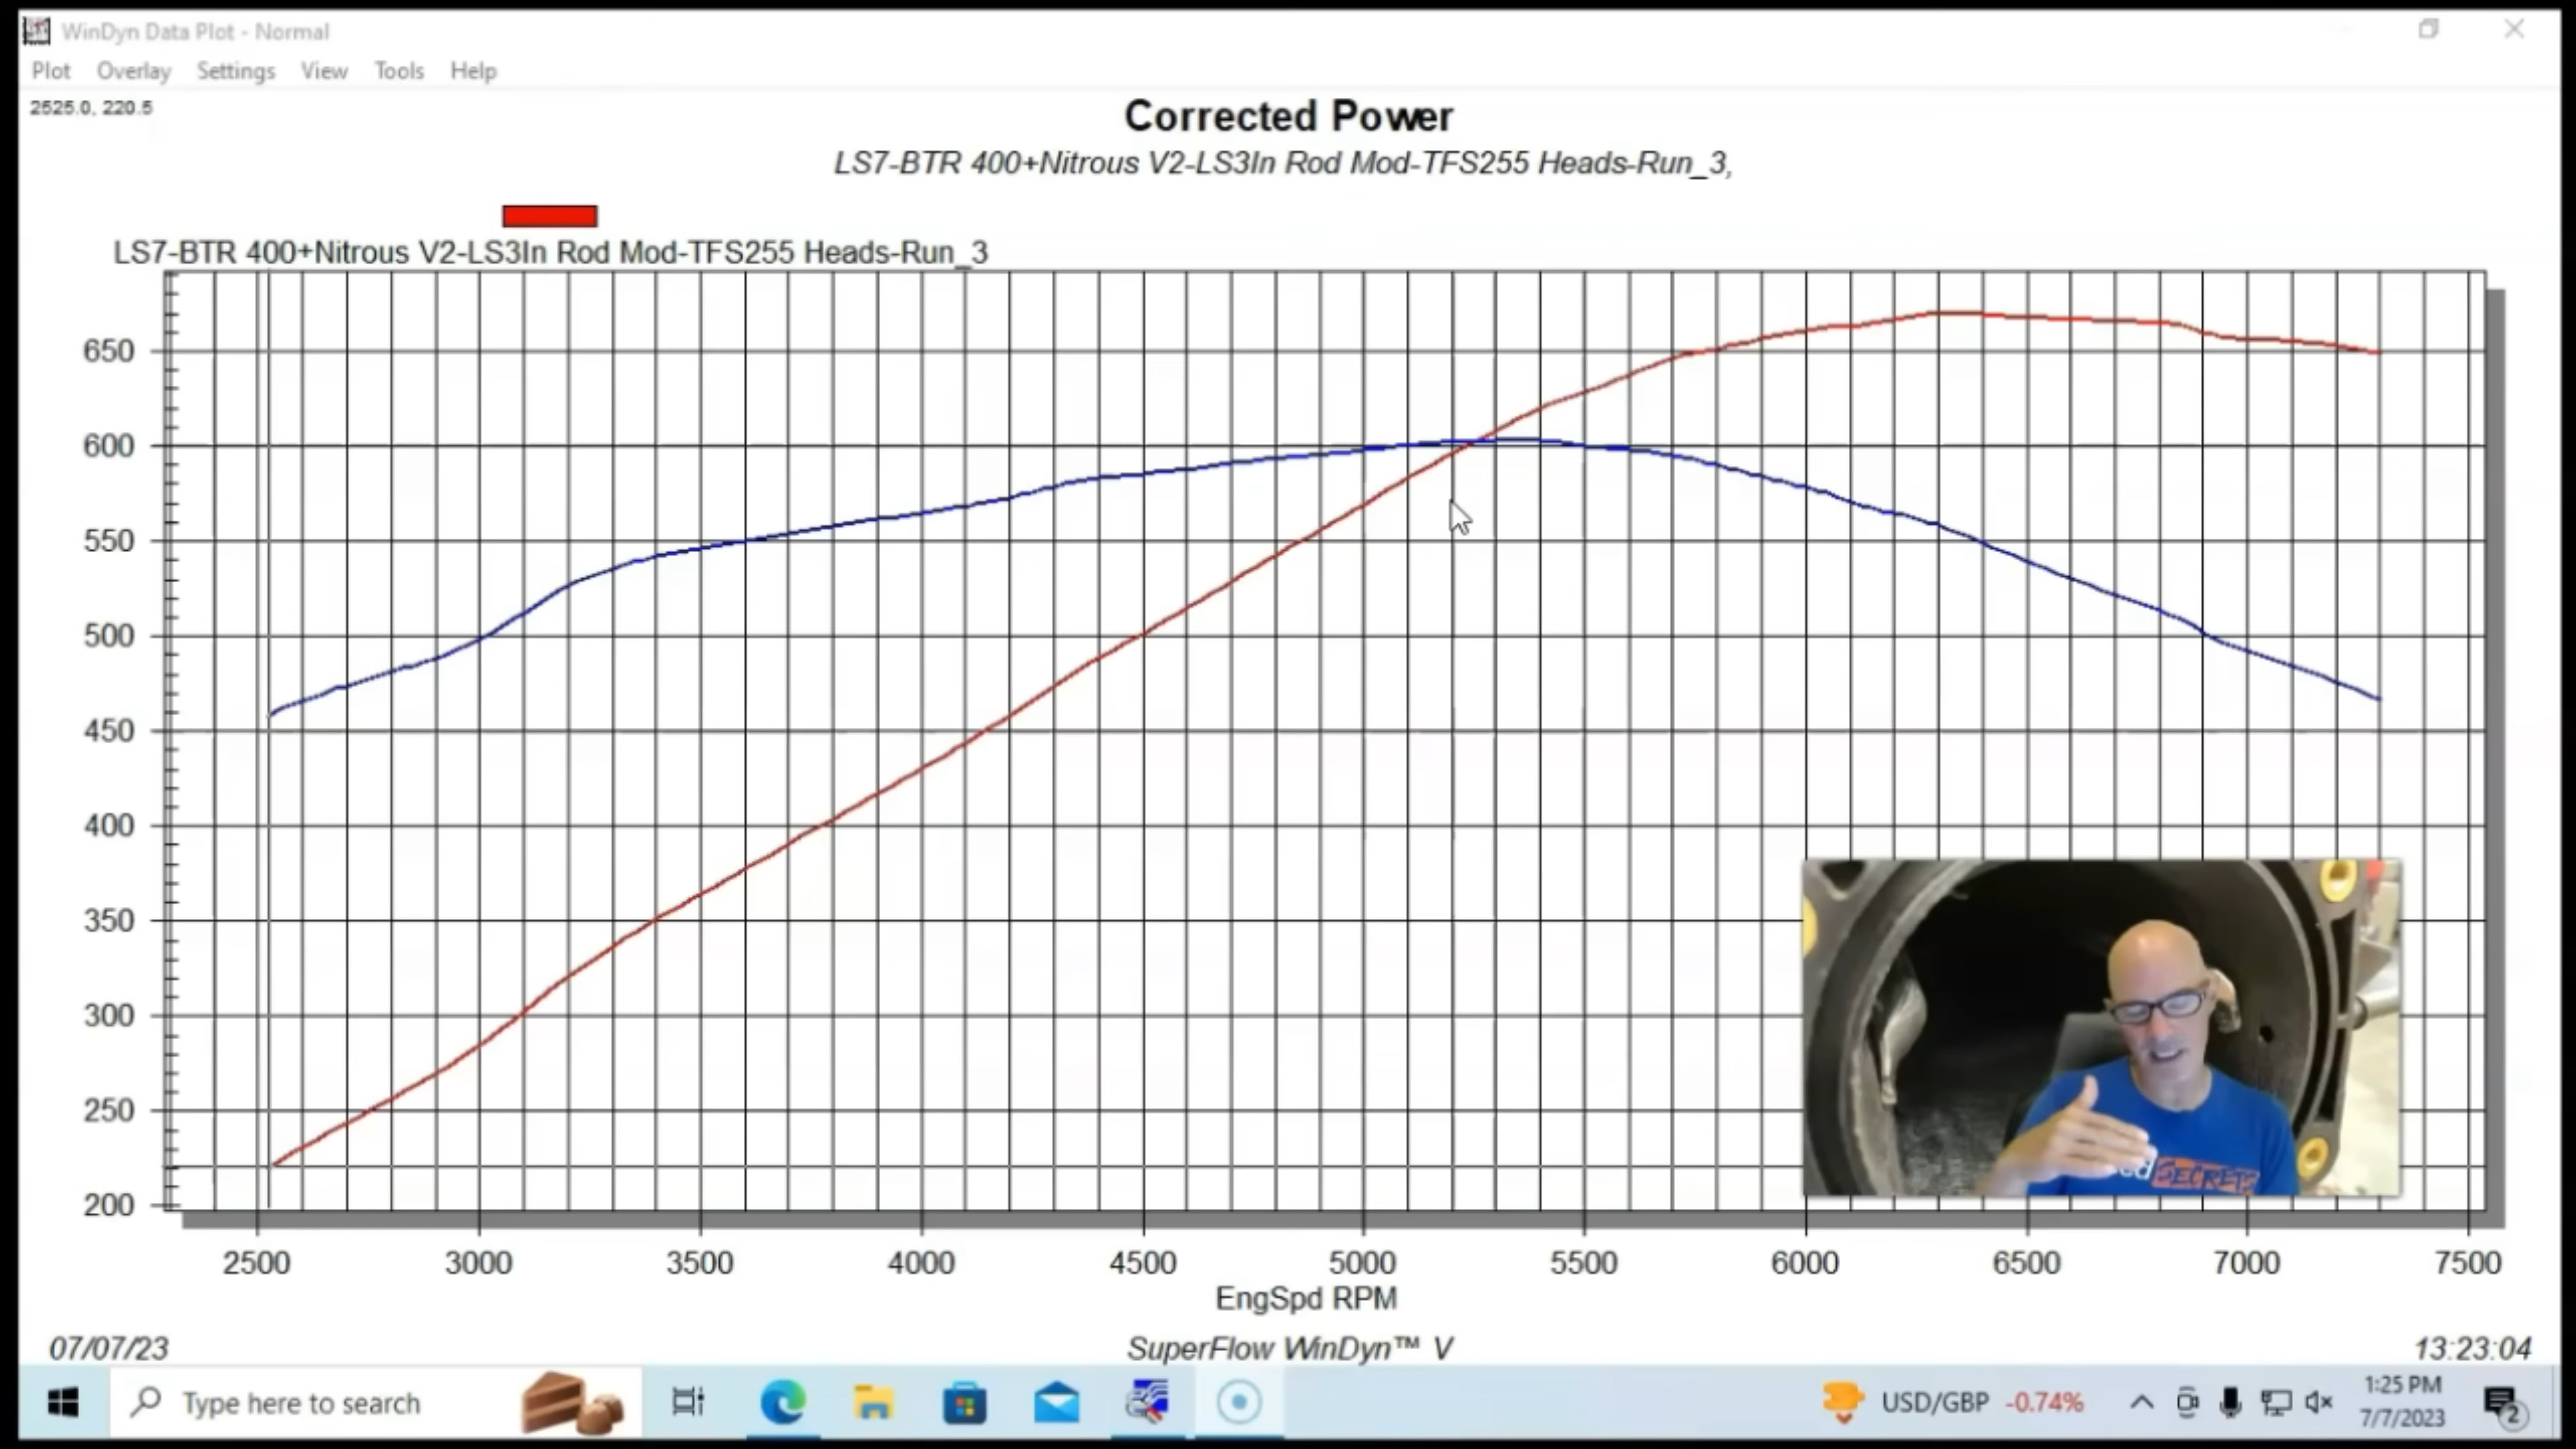 WinDyn Data Plot - Normal
Plot Overlay Settings View Tools Help
2525.0, 220.5
Corrected Power
LS7-BTR 400+Nitrous V2-LS3In Rod Mod-TFS255 Heads-Run_3,
LS7-BTR 400+Nitrous V2-LS3In Rod Mod-TFS255 Heads-Run_3
650
600
550
500
450
400
350
300
250
200
2500 3000 3500 4000 4500 5000 5500 6000 6500 7000 7500
EngSpd RPM
SECRETS
07/07/23 SuperFlow WinDyn™ V 13:23:04
Type here to search
USD/GBP -0.74%
1:25 PM
7/7/2023
2